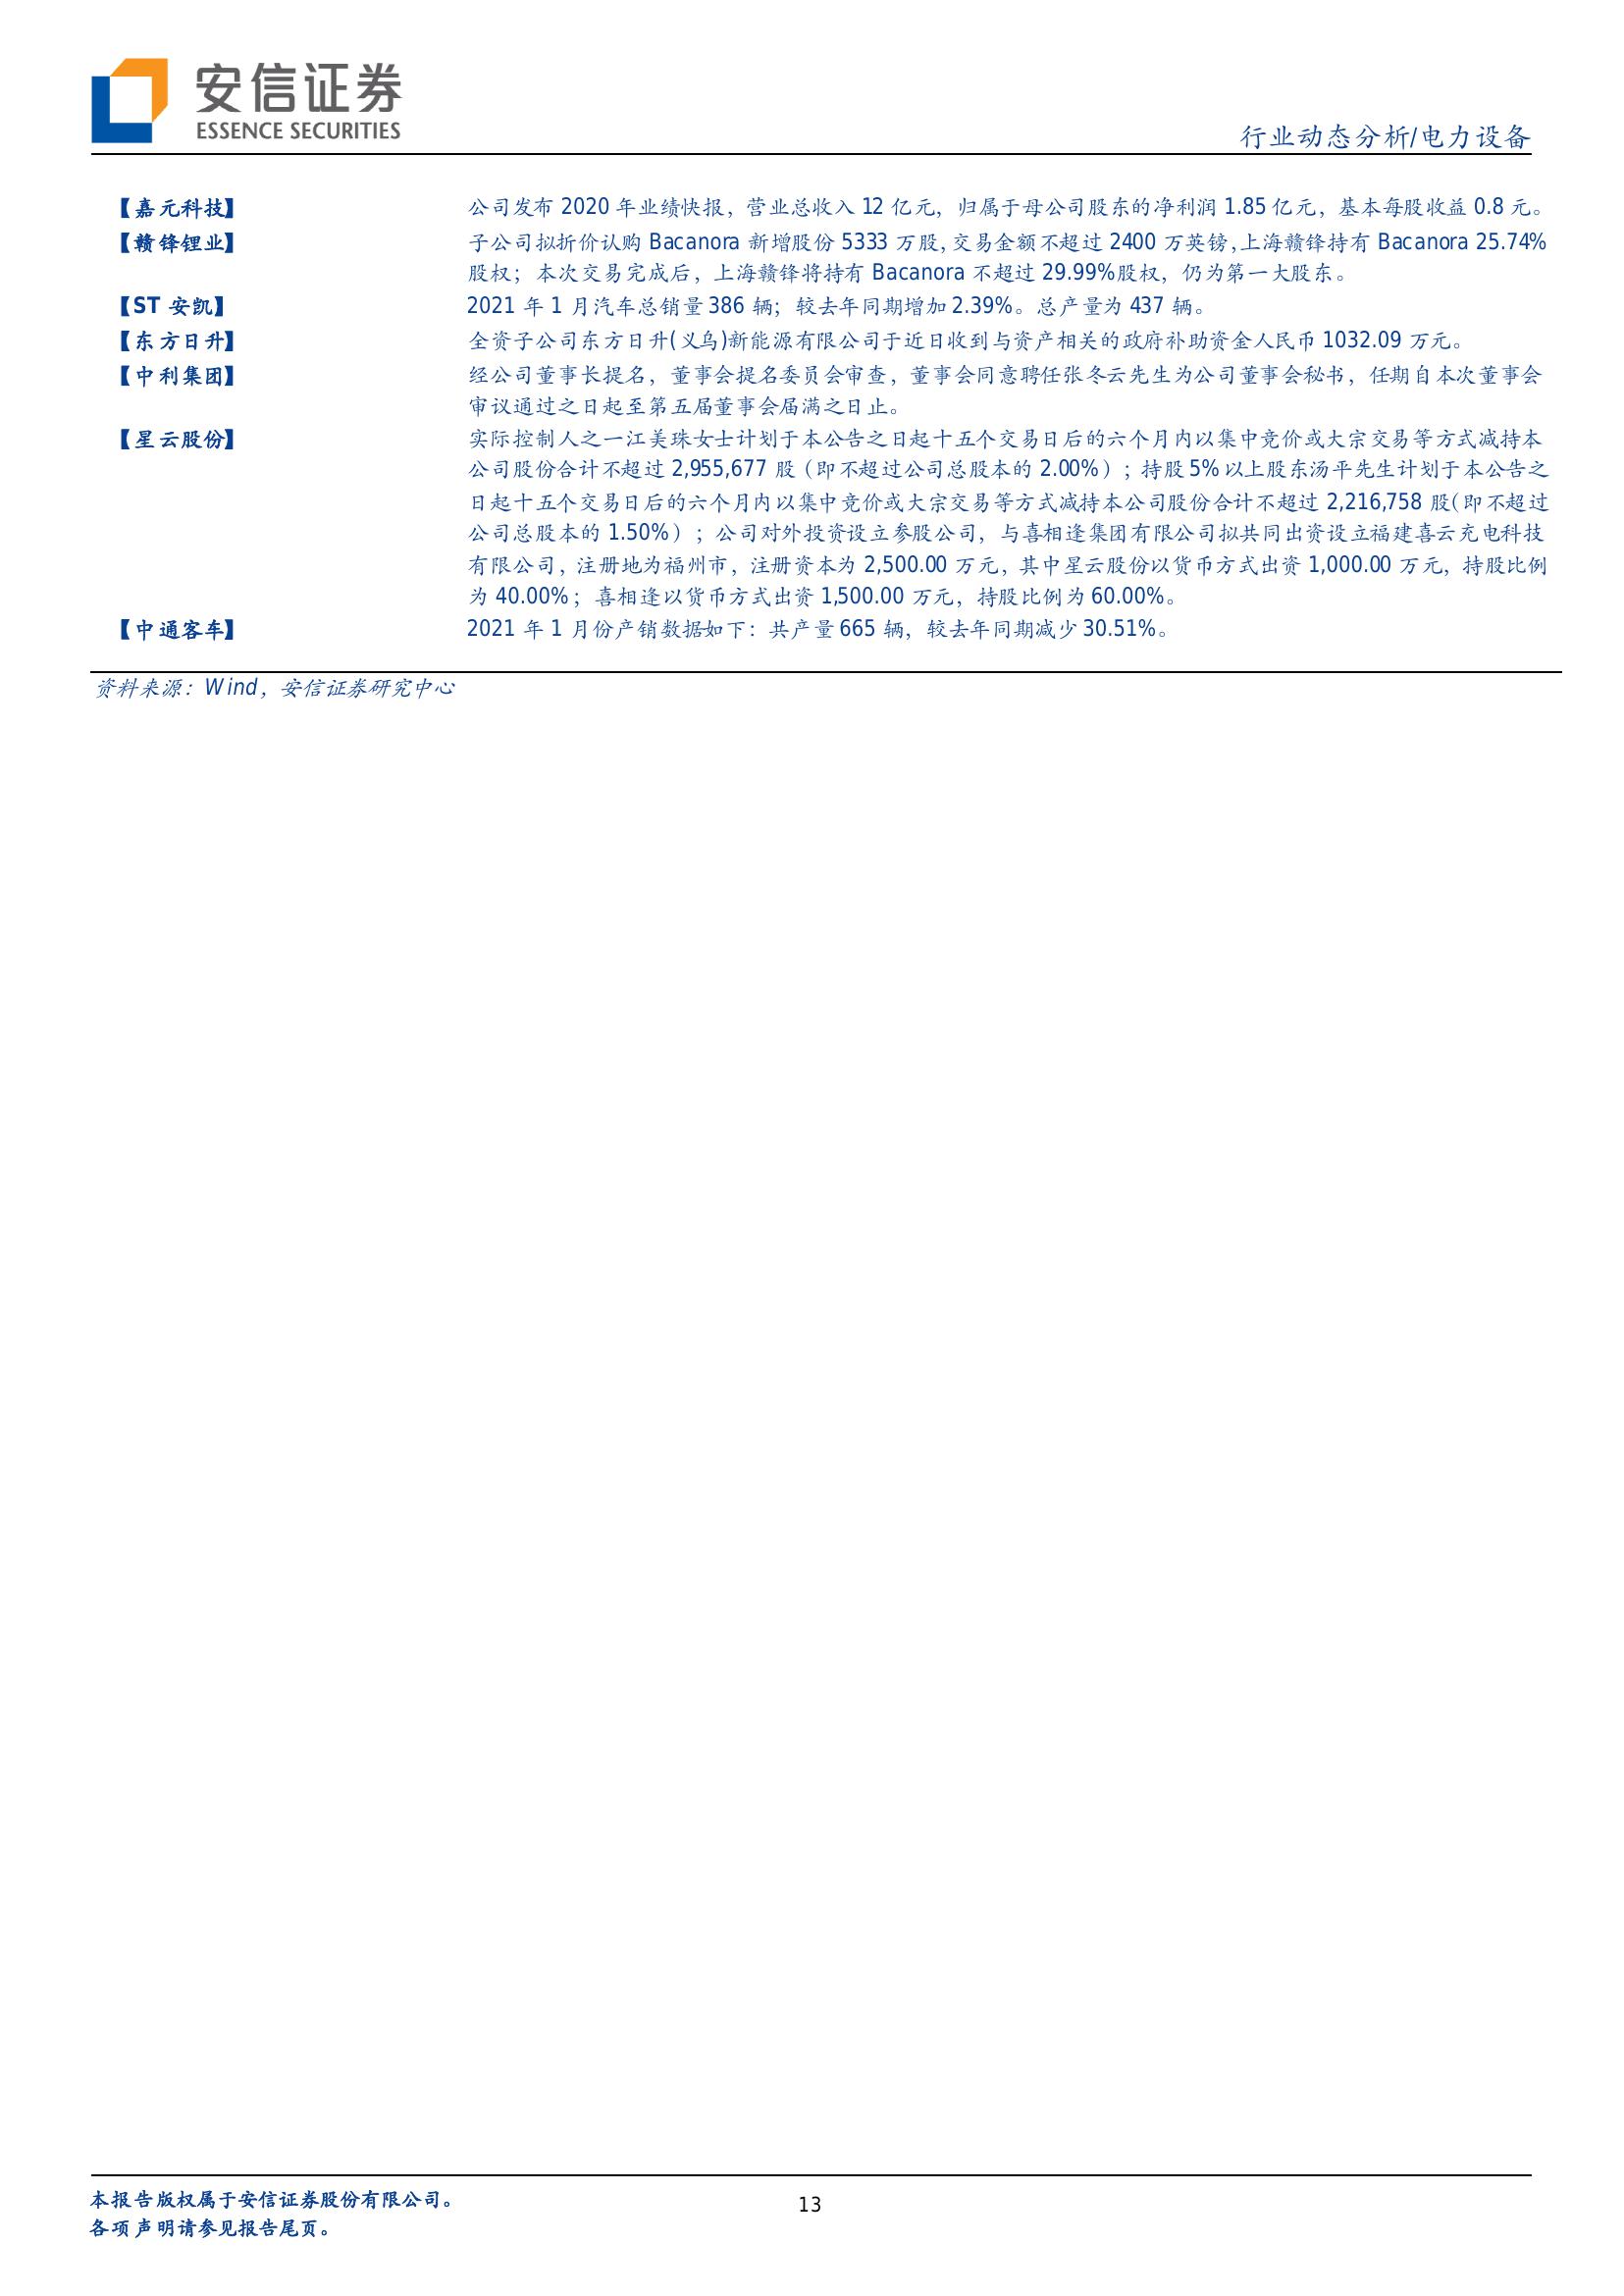 安信证券
ESSENCE SECURITIES
行业动态分析/电力设备
【嘉元科技】 公司发布 2020 年业绩快报，营业总收入 12 亿元，归属于母公司股东的净利润 1.85 亿元，基本每股收益 0.8 元。
【赣锋锂业】 子公司拟折价认购 Bacanora 新增股份 5333 万股，交易金额不超过 2400 万英镑，上海赣锋持有 Bacanora 25.74%
股权；本次交易完成后，上海赣锋将持有 Bacanora 不超过 29.99%股权，仍为第一大股东。
【ST 安凯】 2021 年 1 月汽车总销量 386 辆；较去年同期增加 2.39%。总产量为 437 辆。
【东方日升】 全资子公司东方日升(义乌)新能源有限公司于近日收到与资产相关的政府补助资金人民币 1032.09 万元。
【中利集团】 经公司董事长提名，董事会提名委员会审查，董事会同意聘任张冬云先生为公司董事会秘书，任期自本次董事会
审议通过之日起至第五届董事会届满之日止。
【星云股份】 实际控制人之一江美珠女士计划于本公告之日起十五个交易日后的六个月内以集中竞价或大宗交易等方式减持本
公司股份合计不超过 2,955,677 股（即不超过公司总股本的 2.00%）；持股 5%以上股东汤平先生计划于本公告之
日起十五个交易日后的六个月内以集中竞价或大宗交易等方式减持本公司股份合计不超过 2,216,758 股（即不超过
公司总股本的 1.50%）；公司对外投资设立参股公司，与喜相逢集团有限公司拟共同出资设立福建喜云充电科技
有限公司，注册地为福州市，注册资本为 2,500.00 万元，其中星云股份以货币方式出资 1,000.00 万元，持股比例
为 40.00%；喜相逢以货币方式出资 1,500.00 万元，持股比例为 60.00%。
【中通客车】 2021 年 1 月份产销数据如下：共产量 665 辆，较去年同期减少 30.51%。
资料来源：Wind，安信证券研究中心
本报告版权属于安信证券股份有限公司。
各项声明请参见报告尾页。
13